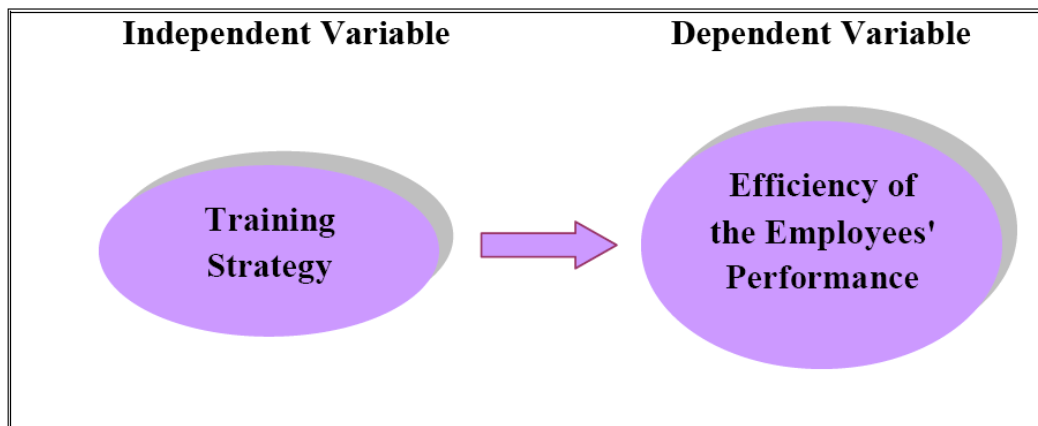 Independent Variable
Dependent Variable
Training
Strategy
Efficiency of
the Employees'
Performance